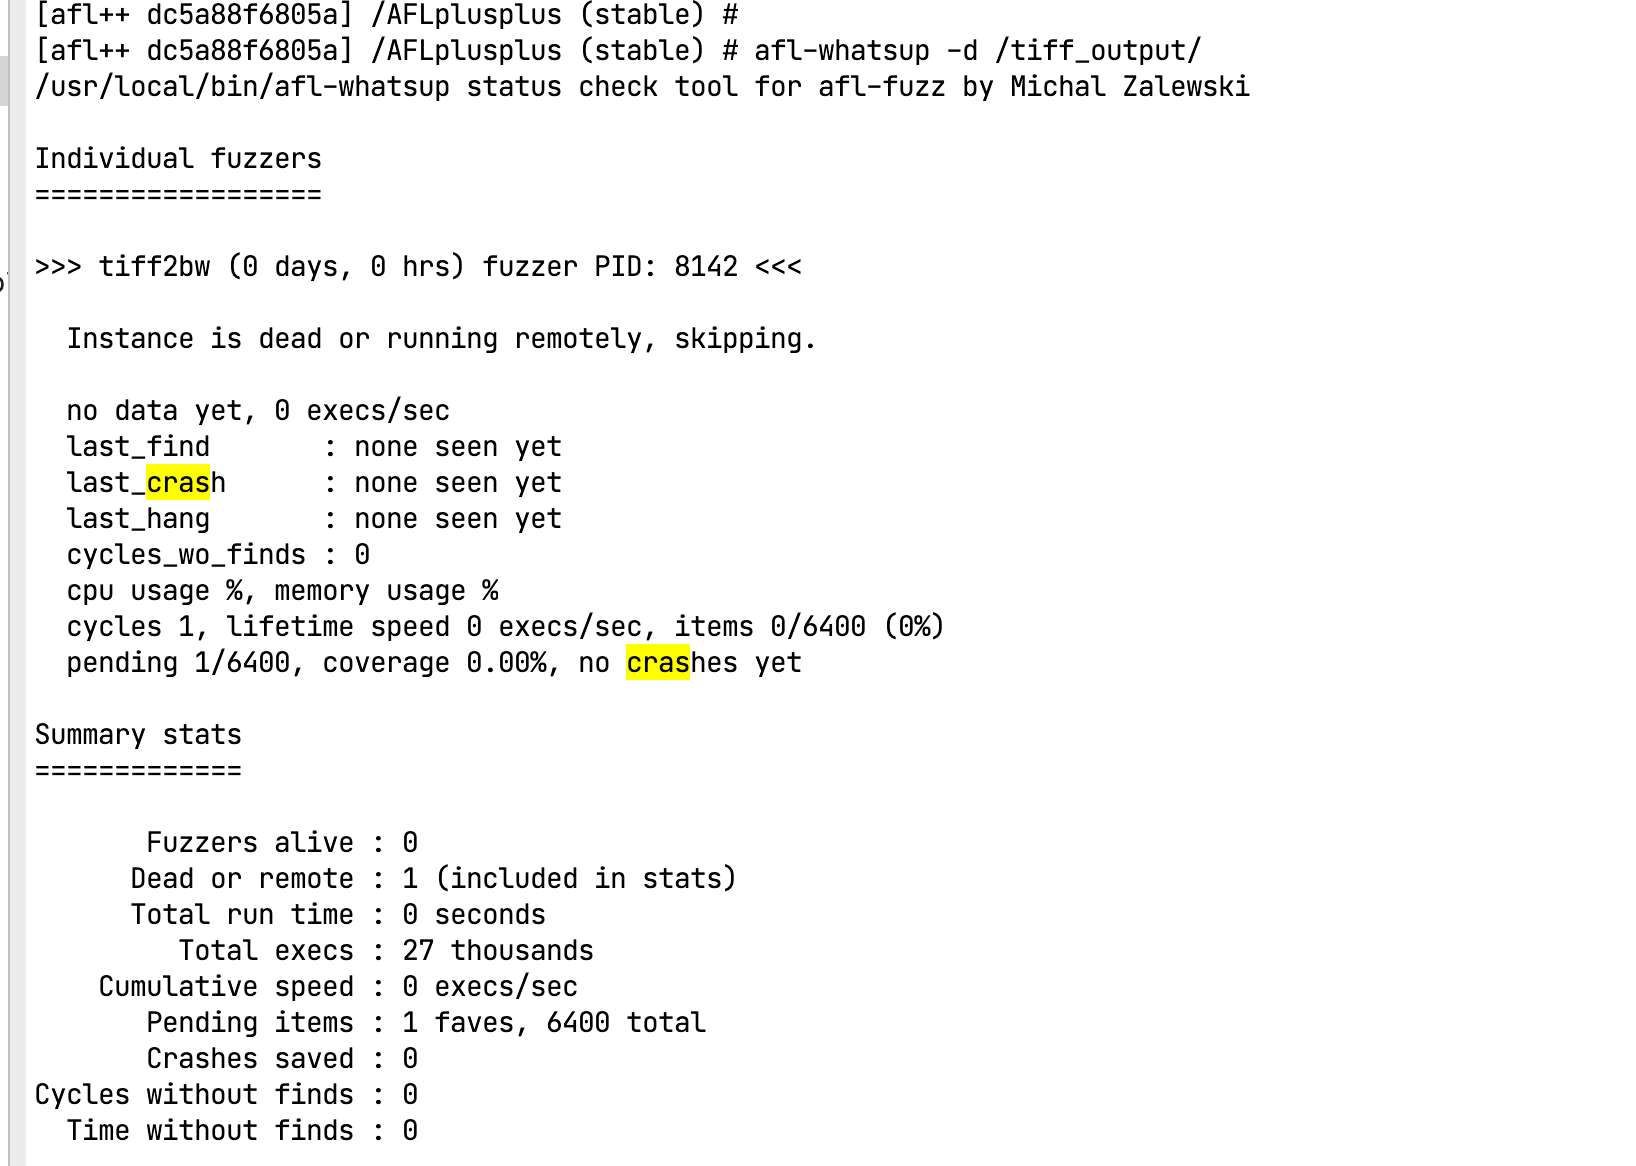 [afl++ dc5a88f6805a] /AFLplusplus (stable) #
[afl++ dc5a88f6805a] /AFLplusplus (stable) # afl-whatsup -d /tiff_output/
/usr/local/bin/afl-whatsup status check tool for afl-fuzz by Michal Zalewski
Individual fuzzers
==================
>>> tiff2bw (0 days, 0 hrs) fuzzer PID: 8142 <<<
Instance is dead or running remotely, skipping.
no data yet, 0 execs/sec
last_find : none seen yet
last_crash : none seen yet
last_hang : none seen yet
cycles_wo_finds : 0
cpu usage %, memory usage %
cycles 1, lifetime speed 0 execs/sec, items 0/6400 (0%)
pending 1/6400, coverage 0.00%, no crashes yet
Summary stats
=============
Fuzzers alive : 0
Dead or remote : 1 (included in stats)
Total run time : 0 seconds
Total execs : 27 thousands
Cumulative speed : 0 execs/sec
Pending items : 1 faves, 6400 total
Crashes saved : 0
Cycles without finds : 0
Time without finds : 0